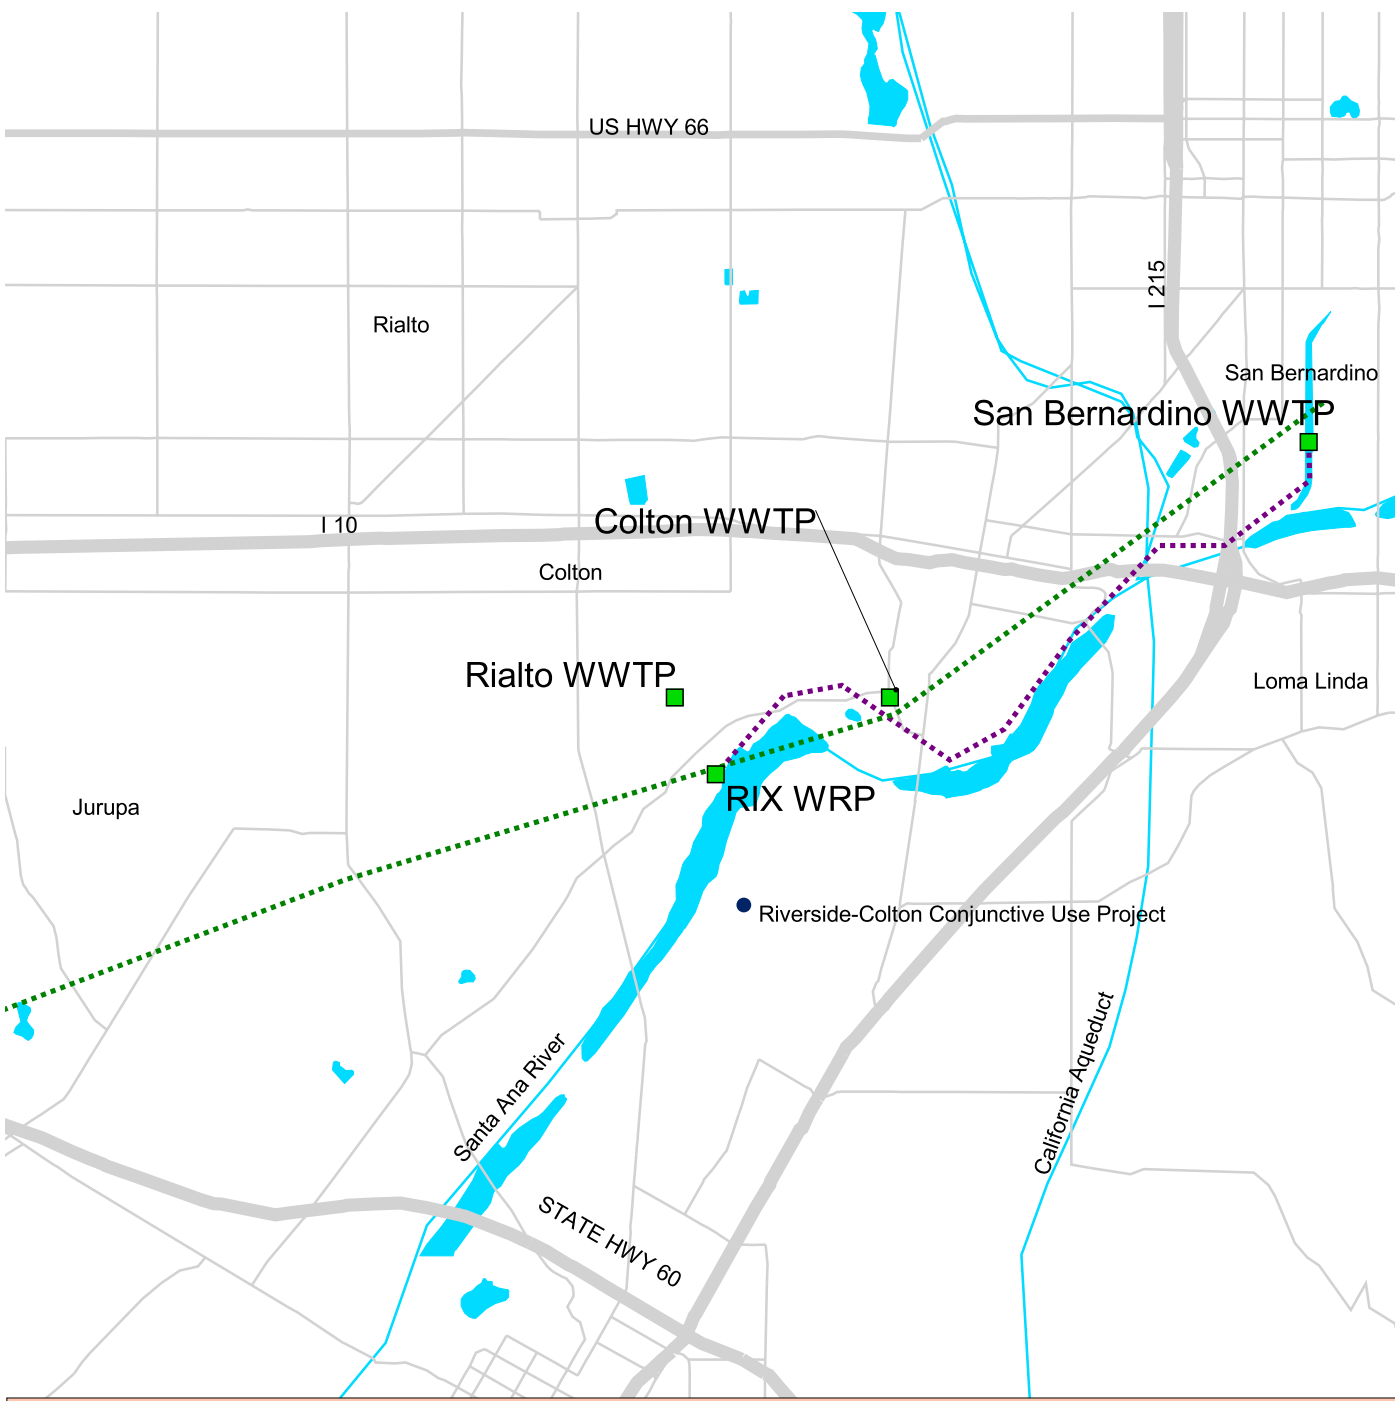 US HWY 66
I 215
Rialto
San Bernardino
San Bernardino WWTP
Colton WWTP
I 10
Colton
Rialto WWTP
Loma Linda
RIX WRP
Jurupa
Riverside-Colton Conjunctive Use Project
California Aqueduct
Santa Ana River
STATE HWY 60